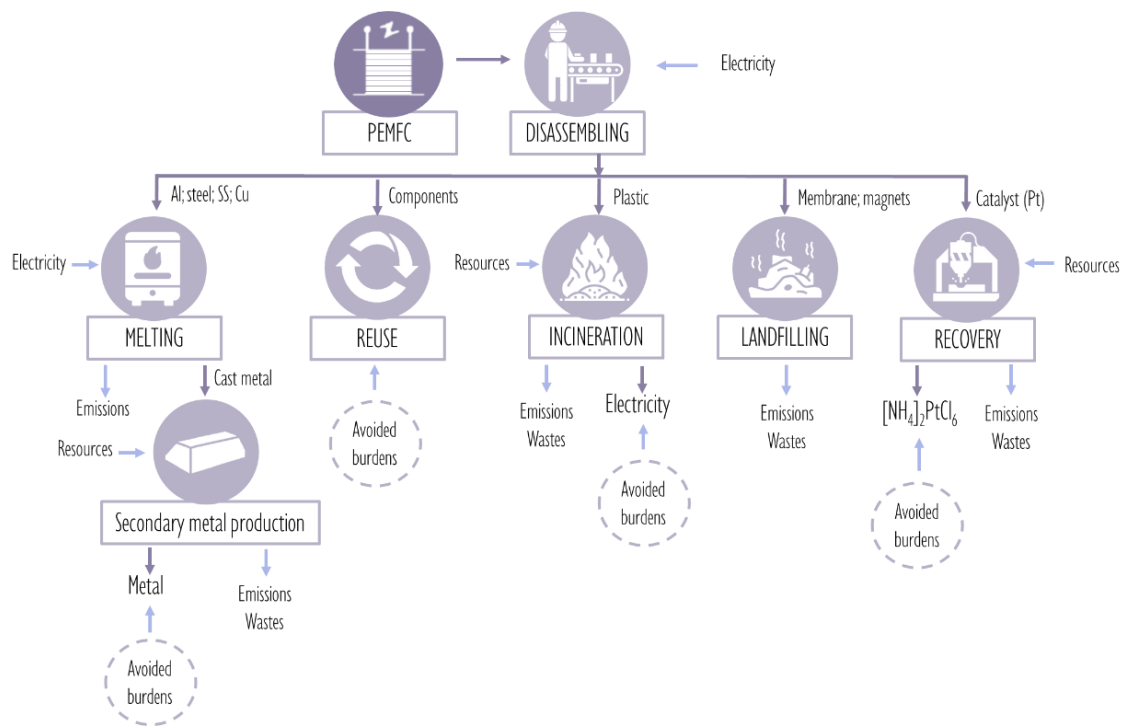 PEMFC
DISASSEMBLING
Electricity
Al; steel; SS; Cu
Components
Plastic
Membrane; magnets
Catalyst (Pt)
Electricity
Resources
Resources
MELTING
REUSE
INCINERATION
LANDFILLING
RECOVERY
Emissions
Cast metal
Avoided
burdens
Emissions
Wastes
Electricity
Emissions
Wastes
[NH₄]₂PtCl₆
Emissions
Wastes
Resources
Avoided
burdens
Avoided
burdens
Secondary metal production
Metal
Emissions
Wastes
Avoided
burdens